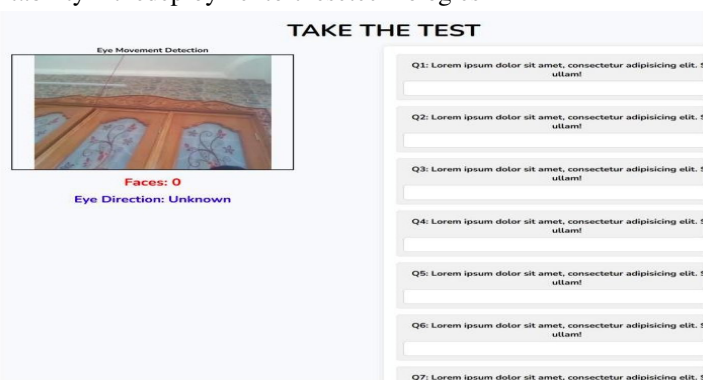 TAKE THE TEST
Eye Movement Detection
Faces: 0
Eye Direction: Unknown
Q1: Lorem ipsum dolor sit amet, consectetur adipisicing elit.
ullam!
Q2: Lorem ipsum dolor sit amet, consectetur adipisicing elit.
ullam!
Q3: Lorem ipsum dolor sit amet, consectetur adipisicing elit.
ullam!
Q4: Lorem ipsum dolor sit amet, consectetur adipisicing elit.
ullam!
Q5: Lorem ipsum dolor sit amet, consectetur adipisicing elit.
ullam!
Q6: Lorem ipsum dolor sit amet, consectetur adipisicing elit.
ullam!
Q7: Lorem ipsum dolor sit amet, consectetur adipisicing elit.